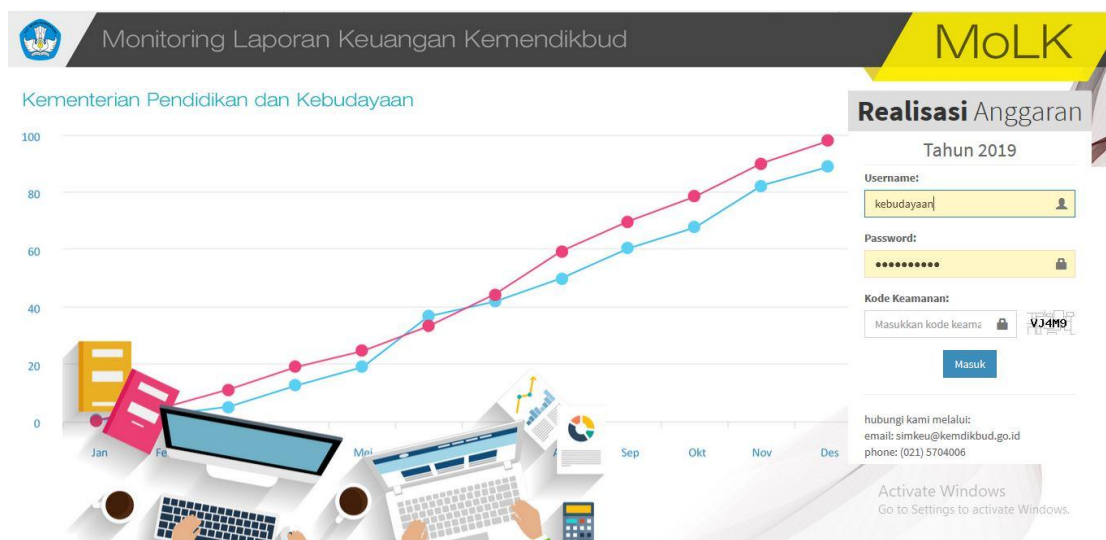 Monitoring Laporan Keuangan Kemendikbud
MoLK
Kementerian Pendidikan dan Kebudayaan
100
80
60
40
20
0
Jan
Fe
Mei
A
Sep
Okt
Nov
Des
Realisasi Anggaran
Tahun 2019
Username:
kebudayaan
Password:
••••••••••
Kode Keamanan:
Masukkan kode keama
VJ4M9
Masuk
hubungi kami melalui:
email: simkeu@kemdikbud.go.id
phone: (021) 5704006
Activate Windows
Go to Settings to activate Windows.